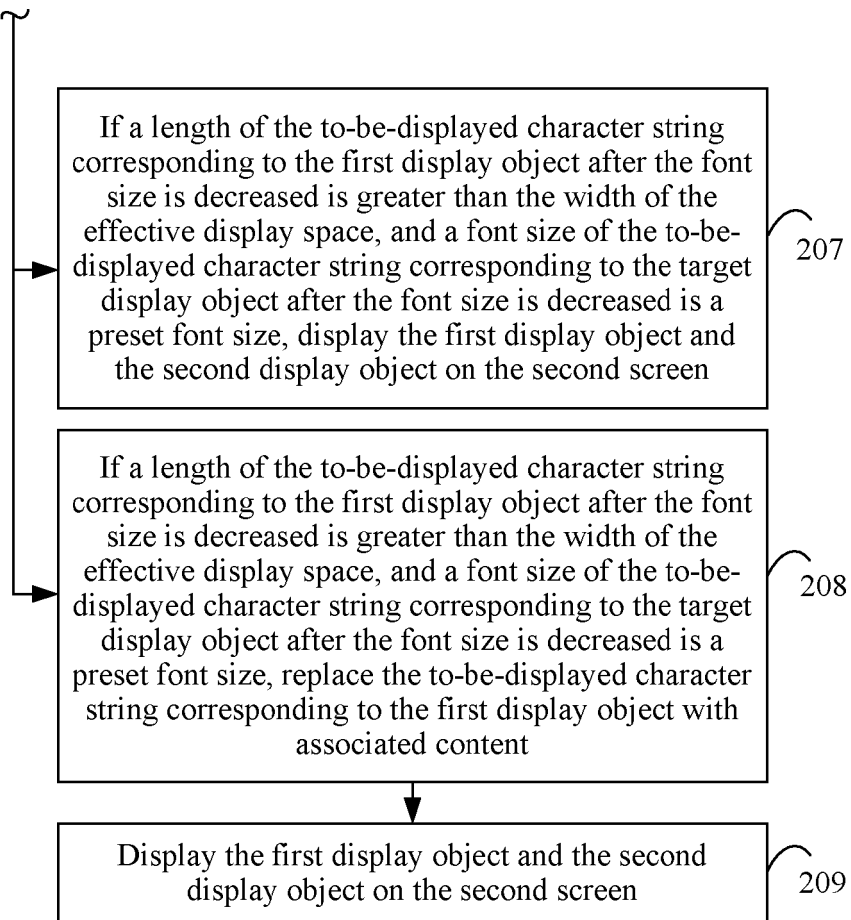 If a length of the to-be-displayed character string
corresponding to the first display object after the font
size is decreased is greater than the width of the
effective display space, and a font size of the to-be-
displayed character string corresponding to the target
display object after the font size is decreased is a
preset font size, display the first display object and
the second display object on the second screen
207
If a length of the to-be-displayed character string
corresponding to the first display object after the font
size is decreased is greater than the width of the
effective display space, and a font size of the to-be-
displayed character string corresponding to the target
display object after the font size is decreased is a
preset font size, replace the to-be-displayed character
string corresponding to the first display object with
associated content
208
Display the first display object and the second
display object on the second screen
209